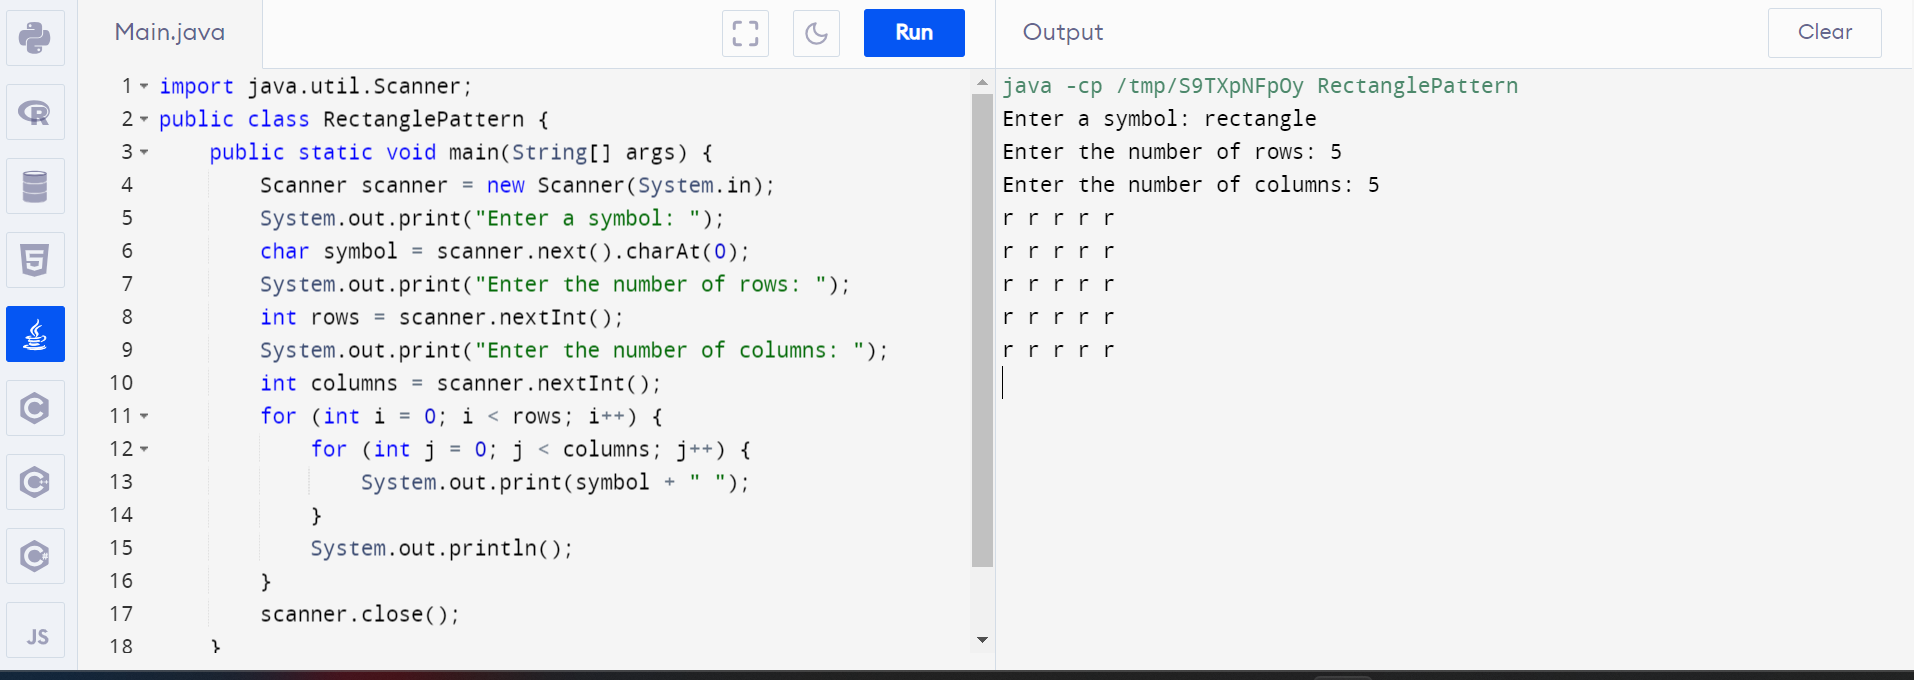 Main.java
Run
1 import java.util.Scanner;
2 public class RectanglePattern {
3     public static void main(String[] args) {
4         Scanner scanner = new Scanner(System.in);
5         System.out.print("Enter a symbol: ");
6         char symbol = scanner.next().charAt(0);
7         System.out.print("Enter the number of rows: ");
8         int rows = scanner.nextInt();
9         System.out.print("Enter the number of columns: ");
10         int columns = scanner.nextInt();
11         for (int i = 0; i < rows; i++) {
12             for (int j = 0; j < columns; j++) {
13                 System.out.print(symbol + " ");
14             }
15             System.out.println();
16         }
17         scanner.close();
18     }
Output
Clear
java -cp /tmp/S9TXpNFpOy RectanglePattern
Enter a symbol: rectangle
Enter the number of rows: 5
Enter the number of columns: 5
r r r r r
r r r r r
r r r r r
r r r r r
r r r r r
R
5
C
C
C#
JS